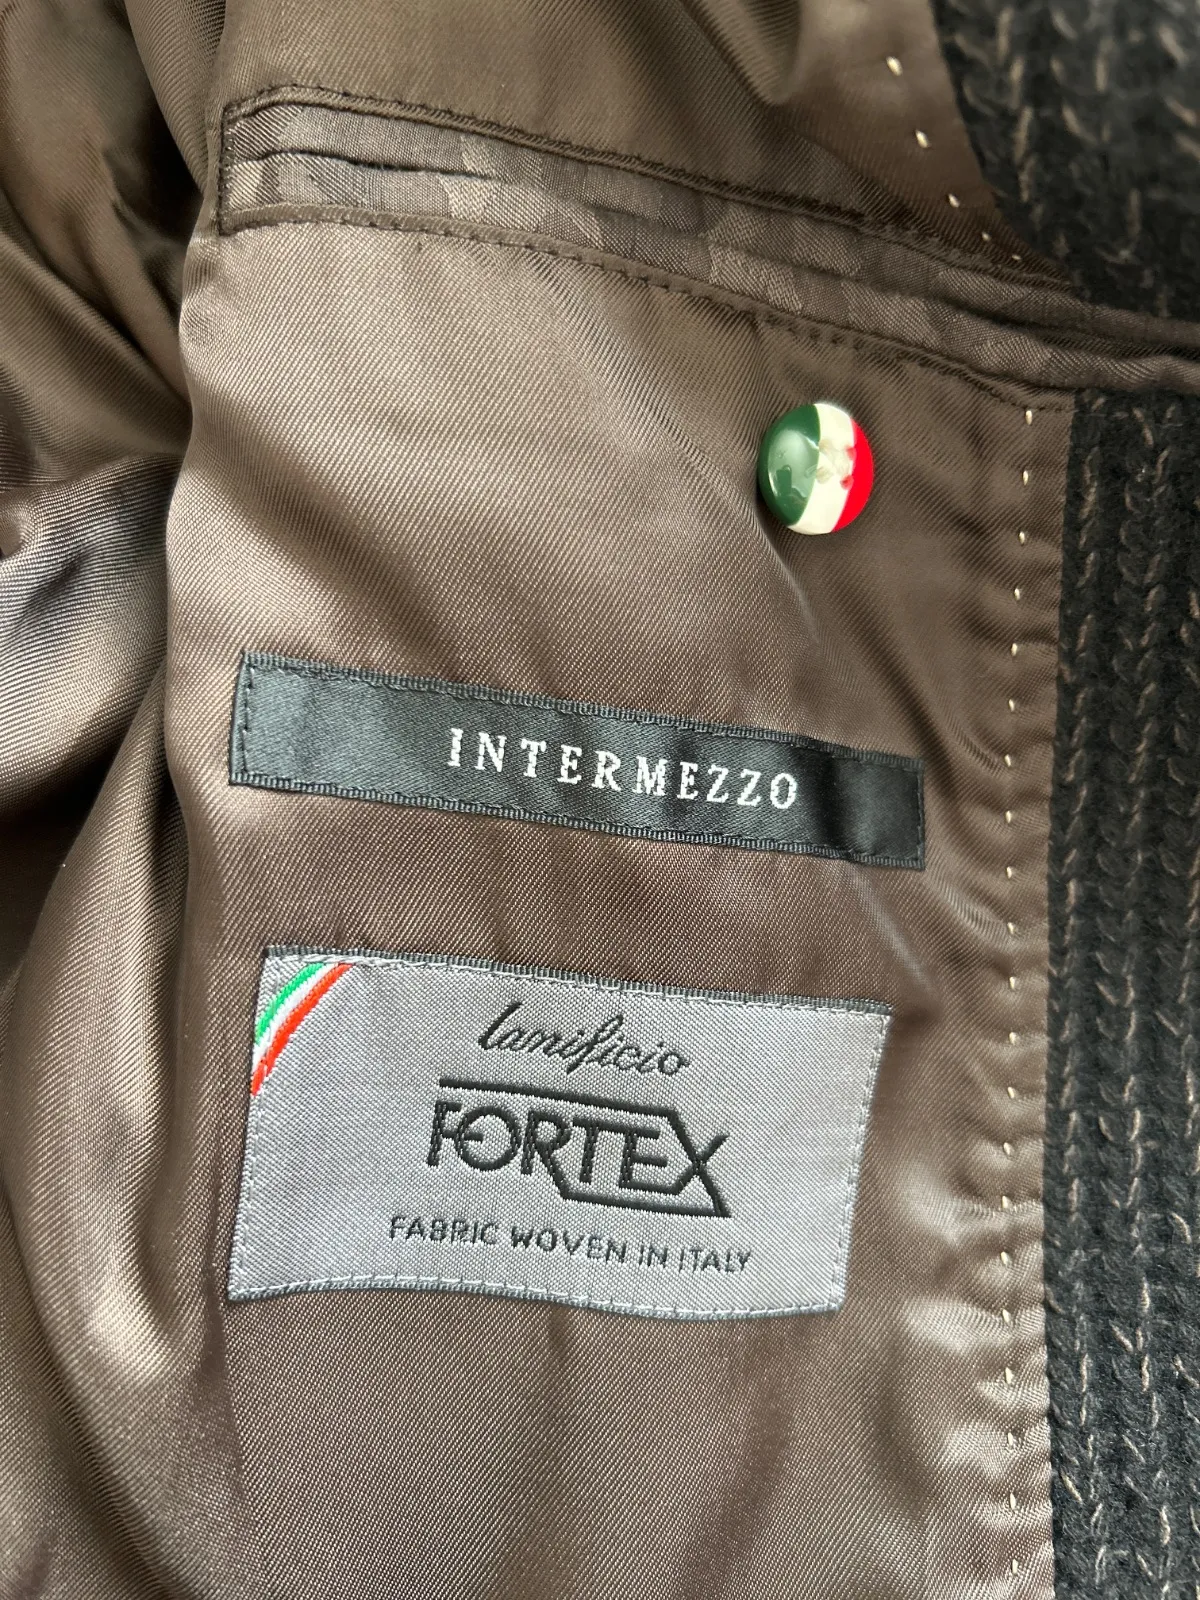 INTERMEZZO
lanificio
FORTEX
FABRIC WOVEN IN ITALY